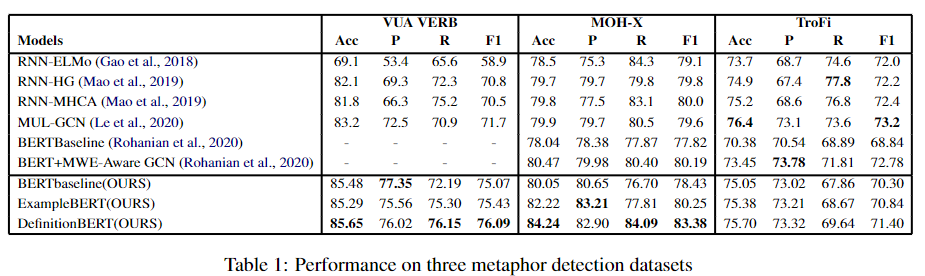 VUA VERB MOH-X TroFi
Models Acc P R F1 Acc P R F1 Acc P R F1
RNN-ELMo (Gao et al., 2018) 69.1 53.4 65.6 58.9 78.5 75.3 84.3 79.1 73.7 68.7 74.6 72.0
RNN-HG (Mao et al., 2019) 82.1 69.3 72.3 70.8 79.7 79.7 79.8 79.8 74.9 67.4 77.8 72.2
RNN-MHCA (Mao et al., 2019) 81.8 66.3 75.2 70.5 79.8 77.5 83.1 80.0 75.2 68.6 76.8 72.4
MUL-GCN (Le et al., 2020) 83.2 72.5 70.9 71.7 79.9 79.7 80.5 79.6 76.4 73.1 73.6 73.2
BERTBaseline (Rohanian et al., 2020) - - - - 78.04 78.38 77.87 77.82 70.38 70.54 68.89 68.84
BERT+MWE-Aware GCN (Rohanian et al., 2020) - - - - 80.47 79.98 80.40 80.19 73.45 73.78 71.81 72.78
BERTbaseline(OURS) 85.48 77.35 72.19 75.07 80.05 80.65 76.70 78.43 75.05 73.02 67.86 70.30
ExampleBERT(OURS) 85.29 75.56 75.30 75.43 82.22 83.21 77.81 80.25 75.38 73.21 68.67 70.84
DefinitionBERT(OURS) 85.65 76.02 76.15 76.09 84.24 82.90 84.09 83.38 75.70 73.32 69.64 71.40
Table 1: Performance on three metaphor detection datasets